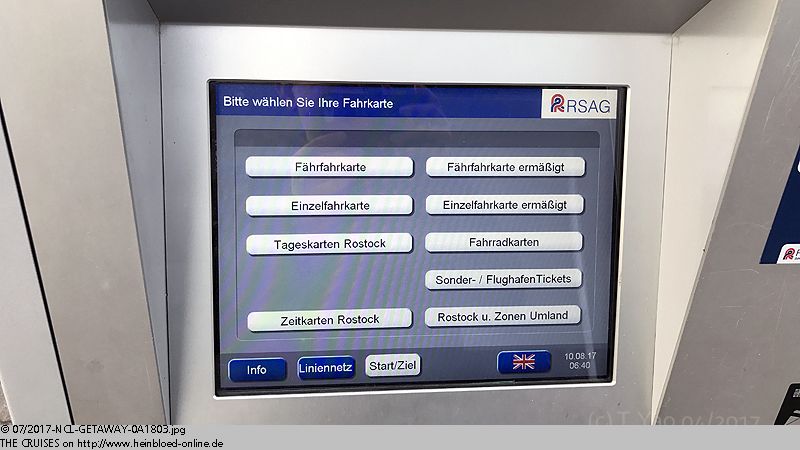 Bitte wählen Sie Ihre Fahrkarte
RSAG
Fährfahrkarte
Fährfahrkarte ermäßigt
Einzelfahrkarte
Einzelfahrkarte ermäßigt
Tageskarten Rostock
Fahrradkarten
Sonder- / FlughafenTickets
Zeitkarten Rostock
Rostock u. Zonen Umland
Info
Liniennetz
Start/Ziel
10.08.17
06:40
© 07/2017-NCL-GETAWAY-0A1803.jpg
THE CRUISES on http://www.heinbloed-online.de